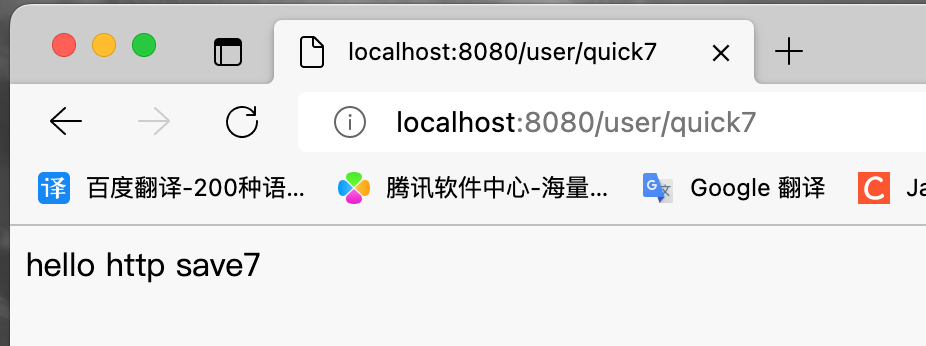 localhost:8080/user/quick7
localhost:8080/user/quick7
译 百度翻译-200种语... 腾讯软件中心-海量... G 文 Google 翻译 C Ja
hello http save7